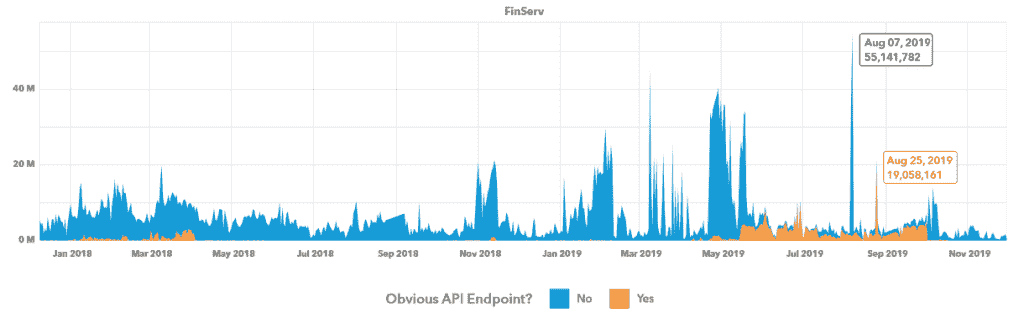 FinServ
Aug 07, 2019
55,141,782
40 M
Aug 25, 2019
19,058,161
20 M
0 M
Jan 2018 Mar 2018 May 2018 Jul 2018 Sep 2018 Nov 2018 Jan 2019 Mar 2019 May 2019 Jul 2019 Sep 2019 Nov 2019
Obvious API Endpoint? No Yes